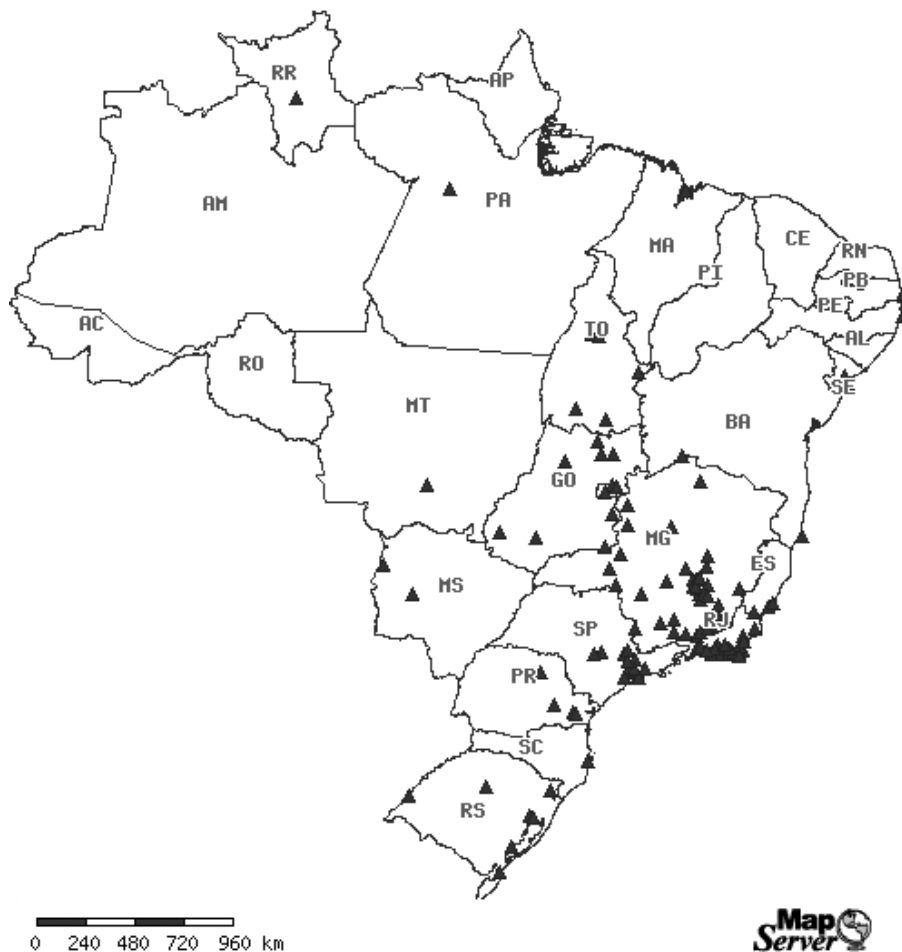 RR
AP
AM
PA
MA
CE
RN
PB
PI
PE
AC
TO
AL
RO
SE
MT
BA
GO
MG
ES
MS
RJ
SP
PR
SC
RS
0 240 480 720 960 km
Map
Server